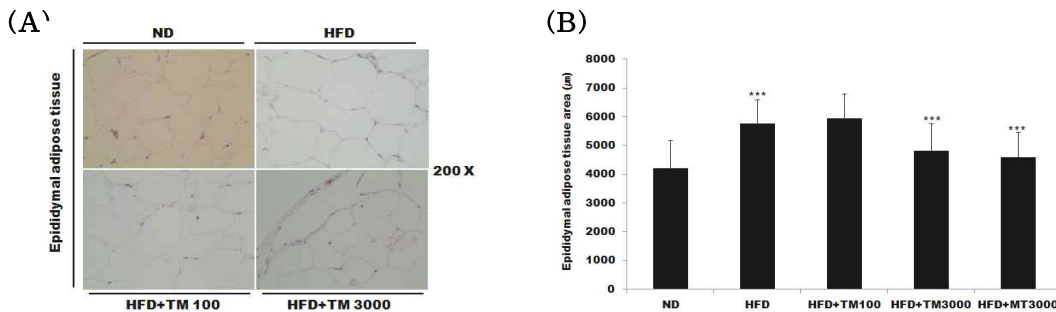 (A)
ND HFD
Epididymal adipose tissue
200 X
HFD+TM 100 HFD+TM 3000
(B)
Epididymal adipose tissue area (㎛)
8000
7000
6000
5000
4000
3000
2000
1000
0
***
***
***
ND HFD HFD+TM100 HFD+TM3000 HFD+MT3000